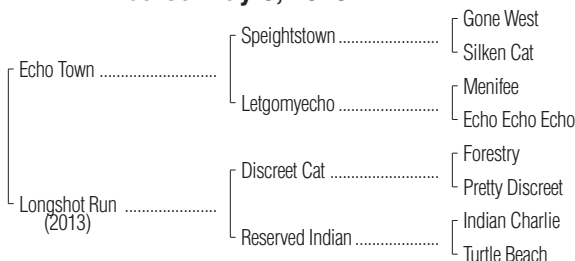 Gone West
Speightstown
Silken Cat
Echo Town
Menifee
Letgomyecho
Echo Echo Echo
Forestry
Discreet Cat
Pretty Discreet
Longshot Run
(2013)
Indian Charlie
Reserved Indian
Turtle Beach